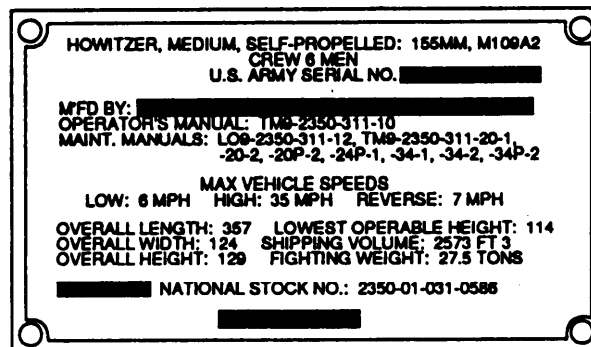 HOWITZER, MEDIUM, SELF-PROPELLED: 155MM, M109A2
CREW 6 MEN
U.S. ARMY SERIAL NO.
M'FD BY:
OPERATOR'S MANUAL: TM9-2350-311-10
MAINT. MANUALS: LO9-2350-311-12, TM9-2350-311-20-1,
-20-2, -20P-2, -24P-1, -34-1, -34-2, -34P-2
MAX VEHICLE SPEEDS
LOW: 6 MPH HIGH: 35 MPH REVERSE: 7 MPH
OVERALL LENGTH: 357 LOWEST OPERABLE HEIGHT: 114
OVERALL WIDTH: 124 SHIPPING VOLUME: 2573 FT 3
OVERALL HEIGHT: 129 FIGHTING WEIGHT: 27.5 TONS
NATIONAL STOCK NO.: 2350-01-031-0586